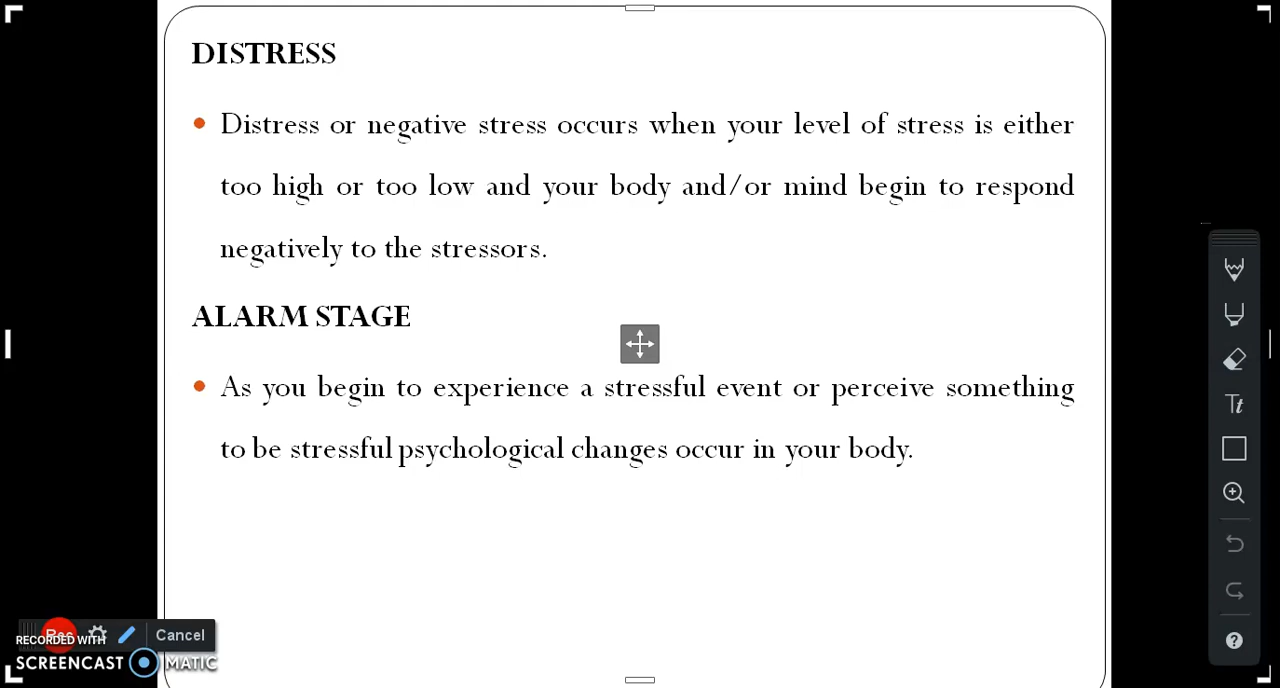 DISTRESS
Distress or negative stress occurs when your level of stress is either
too high or too low and your body and/or mind begin to respond
negatively to the stressors.
ALARM STAGE
As you begin to experience a stressful event or perceive something
to be stressful psychological changes occur in your body.
Tt
Rec
Cancel
RECORDED WITH
SCREENCAST MATIC